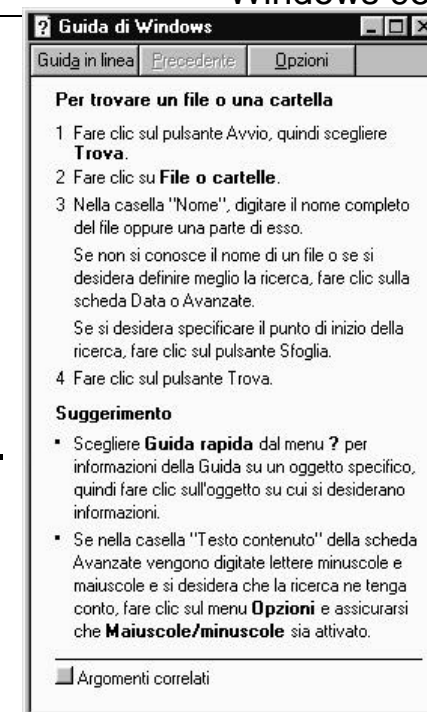 Windows
Guida di Windows
Guida in linea Precedente Opzioni
Per trovare un file o una cartella
1 Fare clic sul pulsante Avvio, quindi scegliere
Trova.
2 Fare clic su File o cartelle.
3 Nella casella "Nome", digitare il nome completo
del file oppure una parte di esso.
Se non si conosce il nome di un file o se si
desidera definire meglio la ricerca, fare clic sulla
scheda Data o Avanzate.
Se si desidera specificare il punto di inizio della
ricerca, fare clic sul pulsante Sfoglia.
4 Fare clic sul pulsante Trova.
Suggerimento
▪ Scegliere Guida rapida dal menu ? per
informazioni della Guida su un oggetto specifico,
quindi fare clic sull'oggetto su cui si desiderano
informazioni.
▪ Se nella casella "Testo contenuto" della scheda
Avanzate vengono digitate lettere minuscole e
maiuscole e si desidera che la ricerca ne tenga
conto, fare clic sul menu Opzioni e assicurarsi
che Maiuscole/minuscole sia attivato.
Argomenti correlati